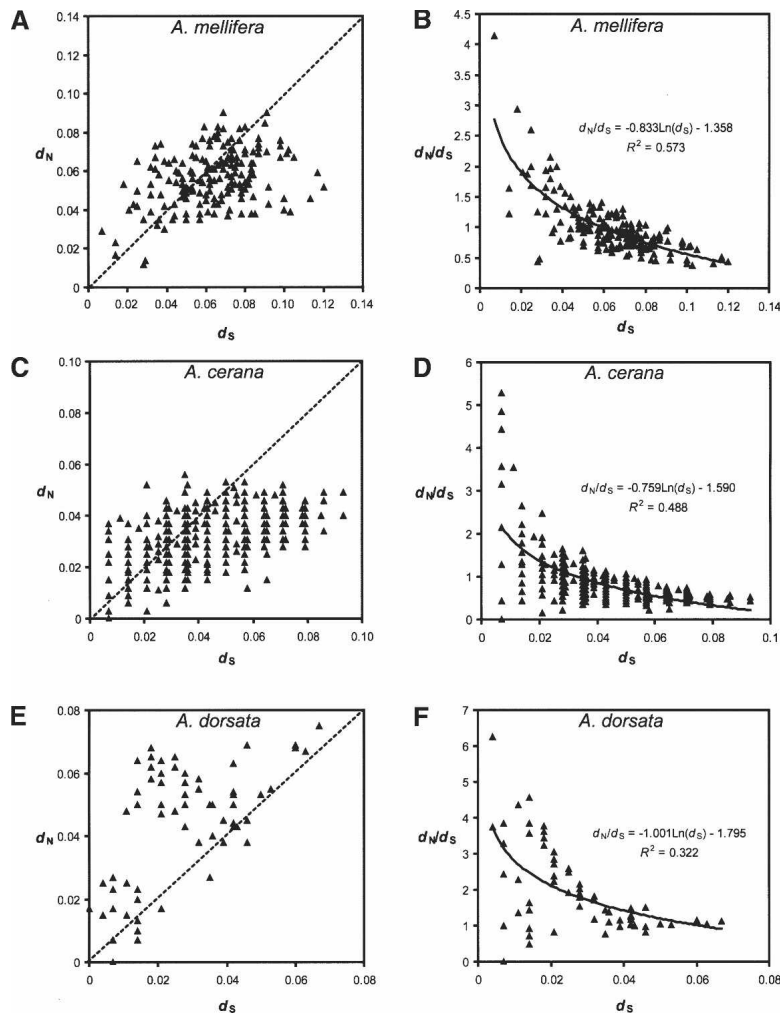 A
A. mellifera
0.14
0.12
0.10
0.08
0.06
0.04
0.02
0.00
dN
0 0.02 0.04 0.06 0.08 0.10 0.12 0.14
dS
B
A. mellifera
4.5
4
3.5
3
2.5
2
1.5
1
0.5
0
dN/dS
dN/dS = -0.833Ln(dS) - 1.358
R² = 0.573
0 0.02 0.04 0.06 0.08 0.10 0.12 0.14
dS
C
A. cerana
0.10
0.08
0.06
0.04
0.02
0.00
dN
0 0.02 0.04 0.06 0.08 0.10
dS
D
A. cerana
6
5
4
3
2
1
0
dN/dS
dN/dS = -0.759Ln(dS) - 1.590
R² = 0.488
0 0.02 0.04 0.06 0.08 0.10
dS
E
A. dorsata
0.08
0.06
0.04
0.02
0.00
dN
0 0.02 0.04 0.06 0.08
dS
F
A. dorsata
7
6
5
4
3
2
1
0
dN/dS
dN/dS = -1.001Ln(dS) - 1.795
R² = 0.322
0 0.02 0.04 0.06 0.08
dS